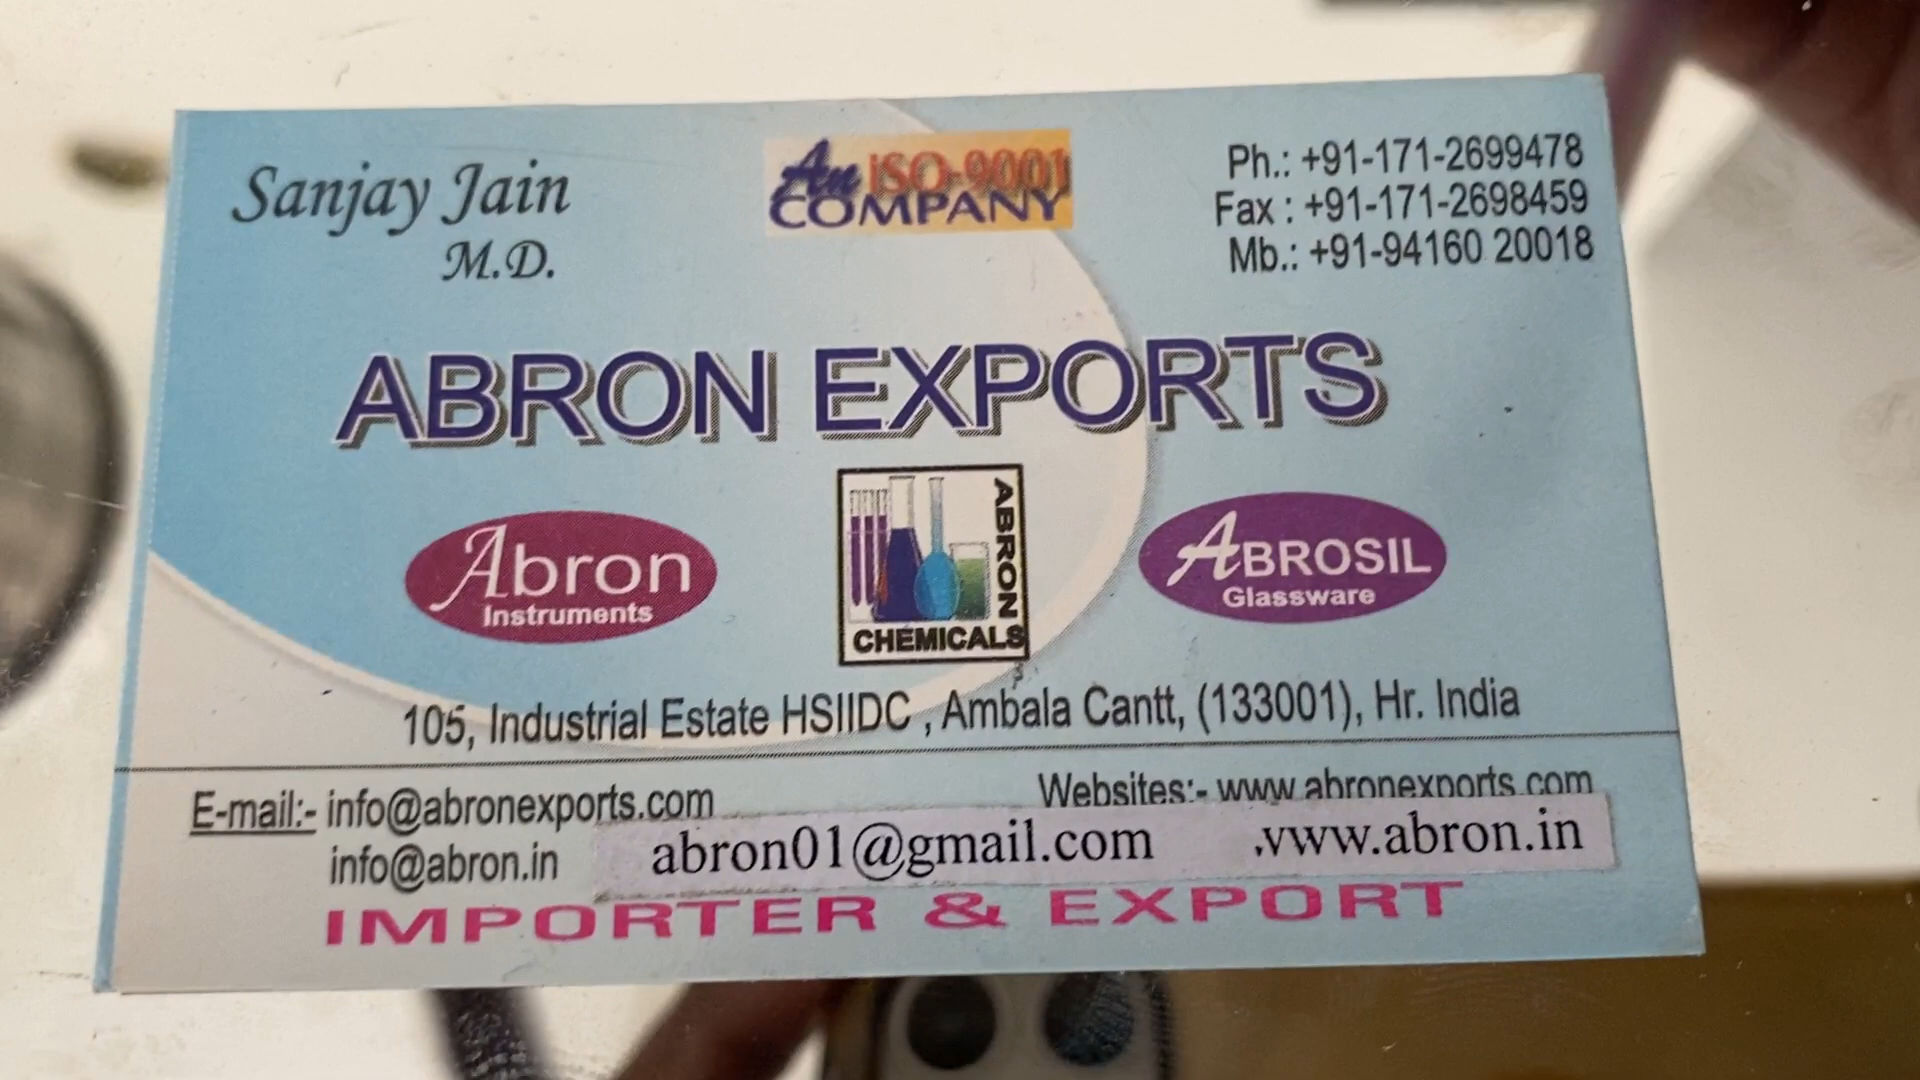 Sanjay Jain
M.D.
An ISO-9001
COMPANY
Ph.: +91-171-2699478
Fax : +91-171-2698459
Mb.: +91-94160 20018
ABRON EXPORTS
Abron
Instruments
ABRON
CHEMICALS
ABROSIL
Glassware
105, Industrial Estate HSIIDC , Ambala Cantt, (133001), Hr. India
E-mail:- info@abronexports.com
Websites:- www.abronexports.com
info@abron.in
abron01@gmail.com
.vww.abron.in
IMPORTER & EXPORT